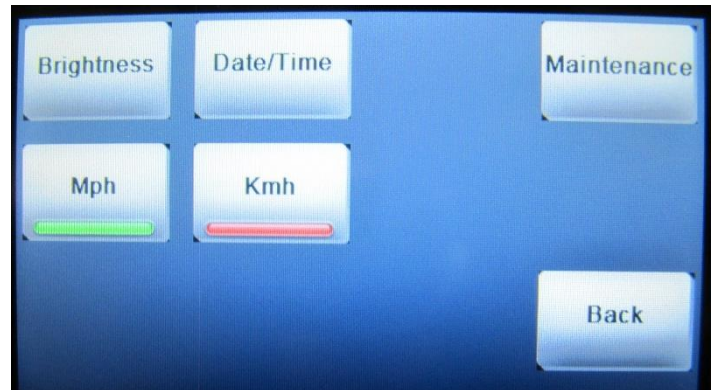 Brightness
Date/Time
Maintenance
Mph
Kmh
Back